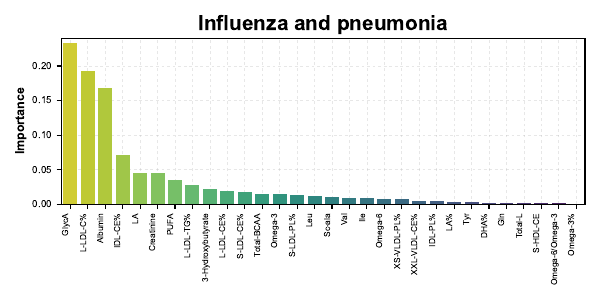 Influenza and pneumonia
Importance
0.20
0.15
0.10
0.05
0.00
GlycA
L-LDL-C%
Albumin
IDL-CE%
LA
Creatinine
PUFA
L-LDL-TG%
3-Hydroxybutyrate
L-LDL-CE%
S-LDL-CE%
Total-BCAA
Omega-3
S-LDL-PL%
Leu
Val
Ile
Omega-6
XS-VLDL-PL%
XXL-VLDL-CE%
IDL-PL%
LA%
Tyr
DHA%
Gln
Total-L
S-HDL-CE
Omega-6/Omega-3
Omega-3%